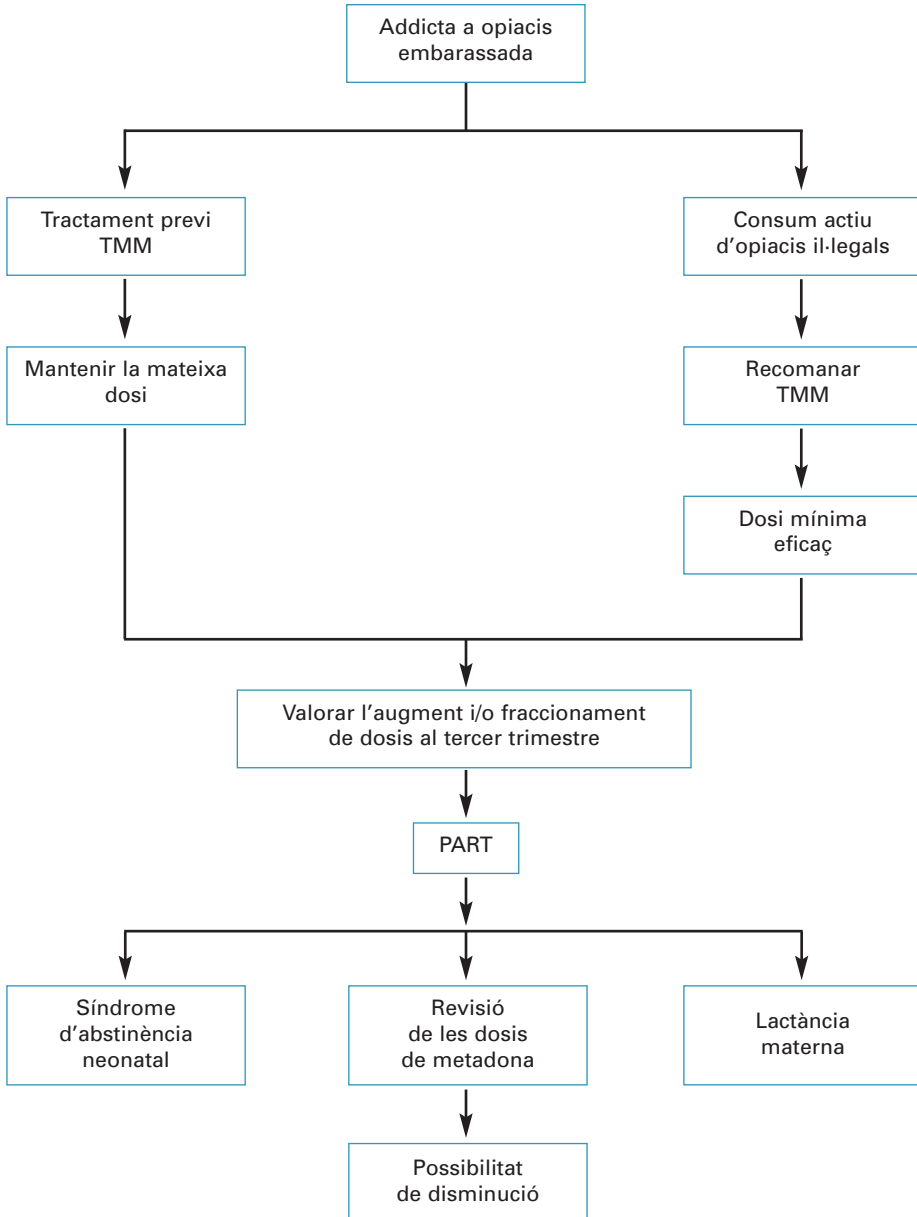 Addicta a opiacis
embarassada
Tractament previ
TMM
Consum actiu
d'opiacis il·legals
Mantenir la mateixa
dosi
Recomanar
TMM
Dosi mínima
eficaç
Valorar l'augment i/o fraccionament
de dosis al tercer trimestre
PART
Síndrome
d'abstinència
neonatal
Revisió
de les dosis
de metadona
Lactància
materna
Possibilitat
de disminució